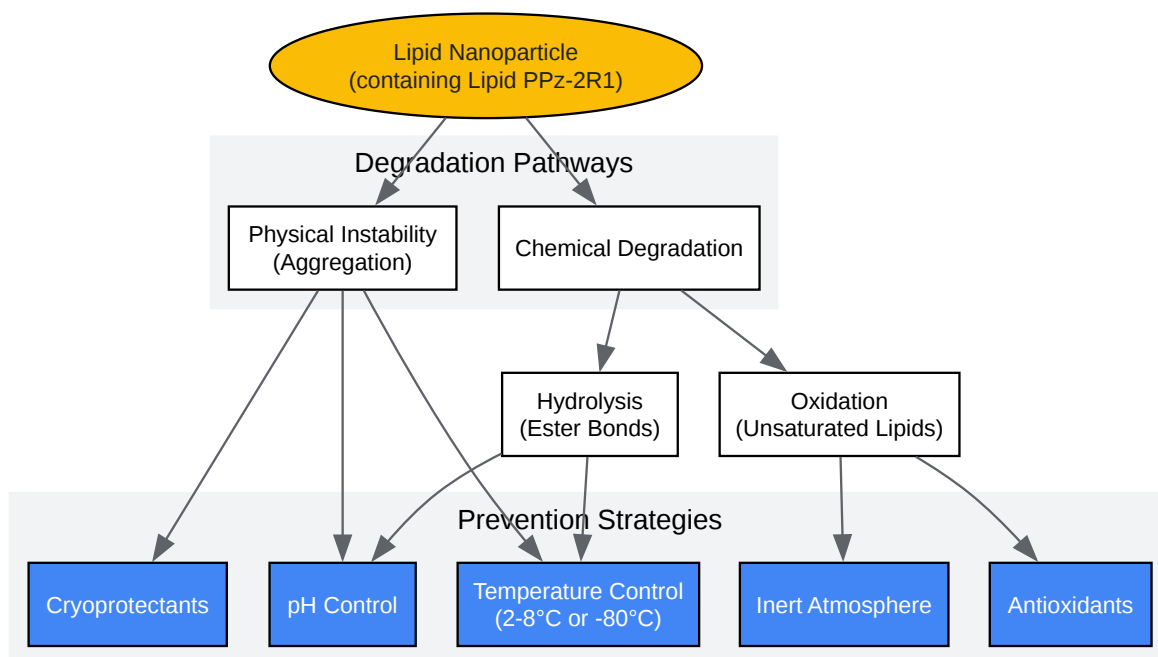 Lipid Nanoparticle
(containing Lipid PPz-2R1)
Degradation Pathways
Physical Instability
(Aggregation)
Chemical Degradation
Hydrolysis
(Ester Bonds)
Oxidation
(Unsaturated Lipids)
Prevention Strategies
Cryoprotectants
pH Control
Temperature Control
(2-8°C or -80°C)
Inert Atmosphere
Antioxidants